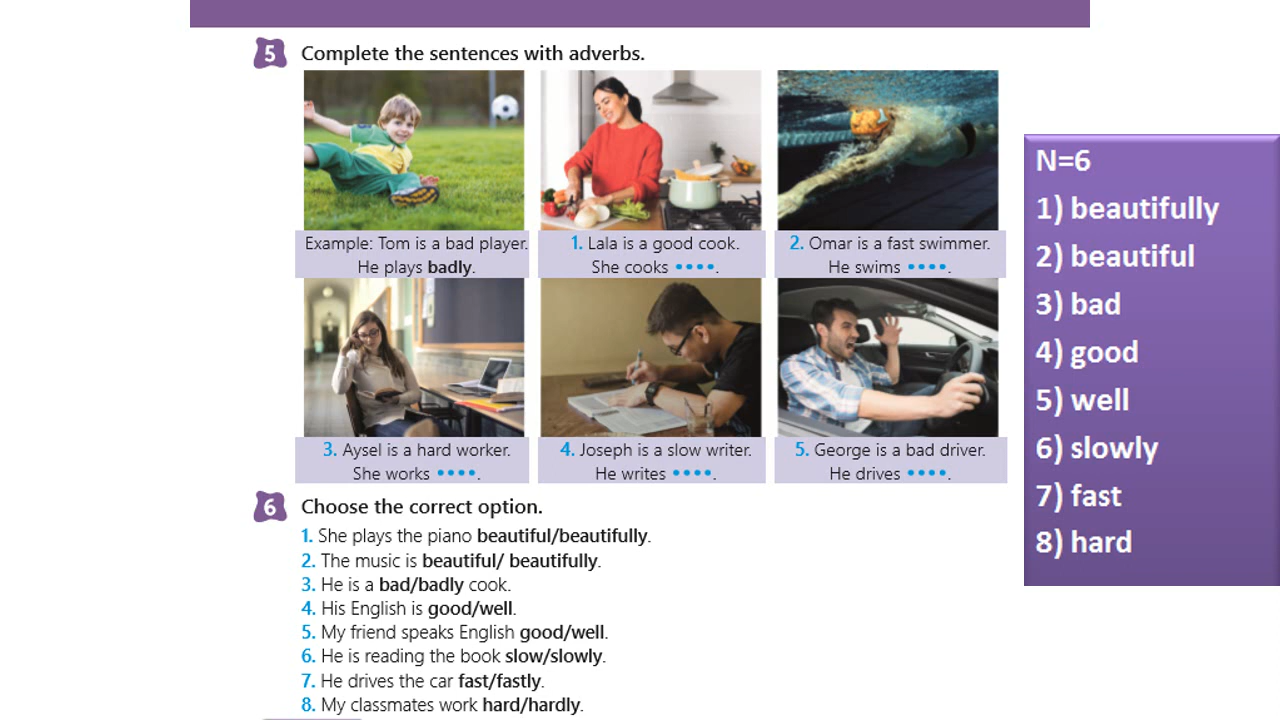 5 Complete the sentences with adverbs.
Example: Tom is a bad player.
He plays badly.
1. Lala is a good cook.
She cooks ••••.
2. Omar is a fast swimmer.
He swims ••••.
3. Aysel is a hard worker.
She works ••••.
4. Joseph is a slow writer.
He writes ••••.
5. George is a bad driver.
He drives ••••.
6 Choose the correct option.
1. She plays the piano beautiful/beautifully.
2. The music is beautiful/ beautifully.
3. He is a bad/badly cook.
4. His English is good/well.
5. My friend speaks English good/well.
6. He is reading the book slow/slowly.
7. He drives the car fast/fastly.
8. My classmates work hard/hardly.
N=6
1) beautifully
2) beautiful
3) bad
4) good
5) well
6) slowly
7) fast
8) hard